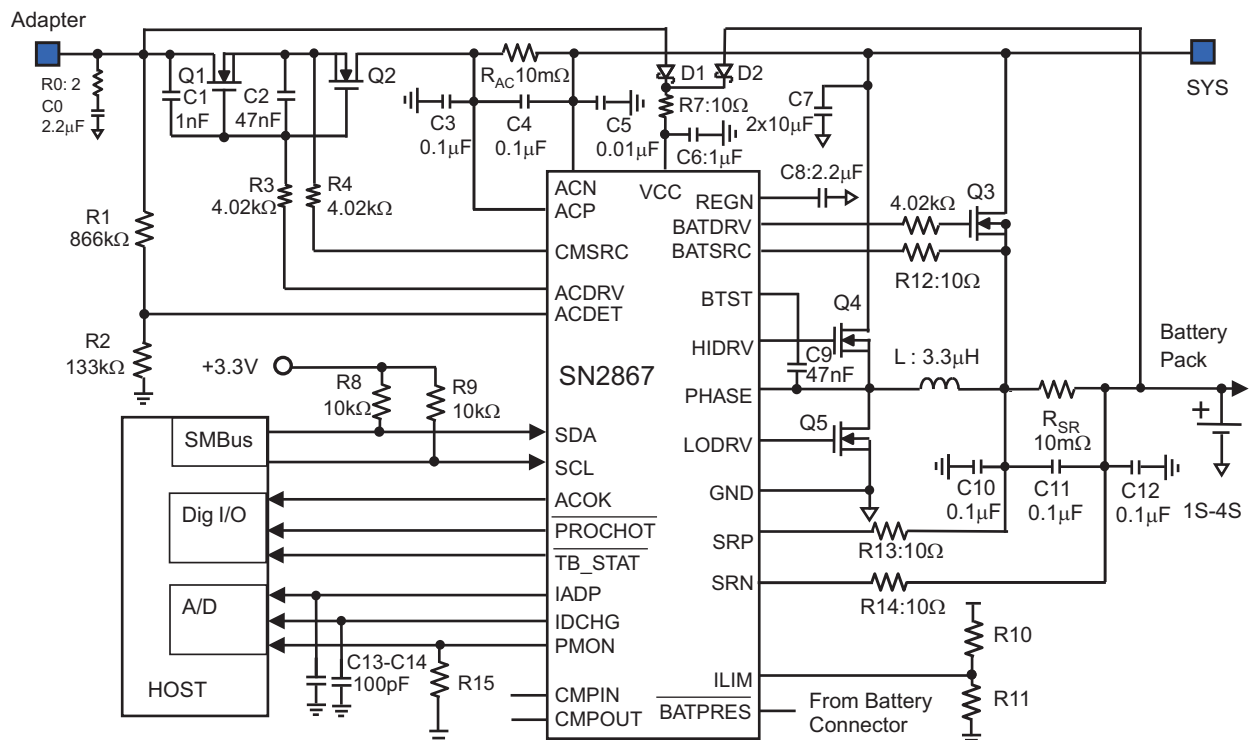 Adapter
SYS
R0: 2
C0
2.2μF
Q1
C1
1nF
C2
47nF
Q2
RAC 10mΩ
C3
0.1μF
C4
0.1μF
C5
0.01μF
D1
D2
R7:10Ω
C6:1μF
C7
2x10μF
C8:2.2μF
R3
4.02kΩ
R4
4.02kΩ
R1
866kΩ
R2
133kΩ
+3.3V
R8
10kΩ
R9
10kΩ
ACN
ACP
CMSRC
ACDRV
ACDET
SN2867
SDA
SCL
ACOK
PROCHOT
TB_STAT
IADP
IDCHG
PMON
CMPIN
CMPOUT
VCC
REGN
BATDRV
BATSRC
BTST
HIDRV
PHASE
LODRV
GND
SRP
SRN
ILIM
BATPRES
4.02kΩ
Q3
R12:10Ω
Q4
C9
47nF
L : 3.3μH
Q5
RSR
10mΩ
Battery
Pack
+
1S-4S
C10
0.1μF
C11
0.1μF
C12
0.1μF
R13:10Ω
R14:10Ω
R10
R11
From Battery
Connector
SMBus
Dig I/O
A/D
HOST
C13-C14
100pF
R15